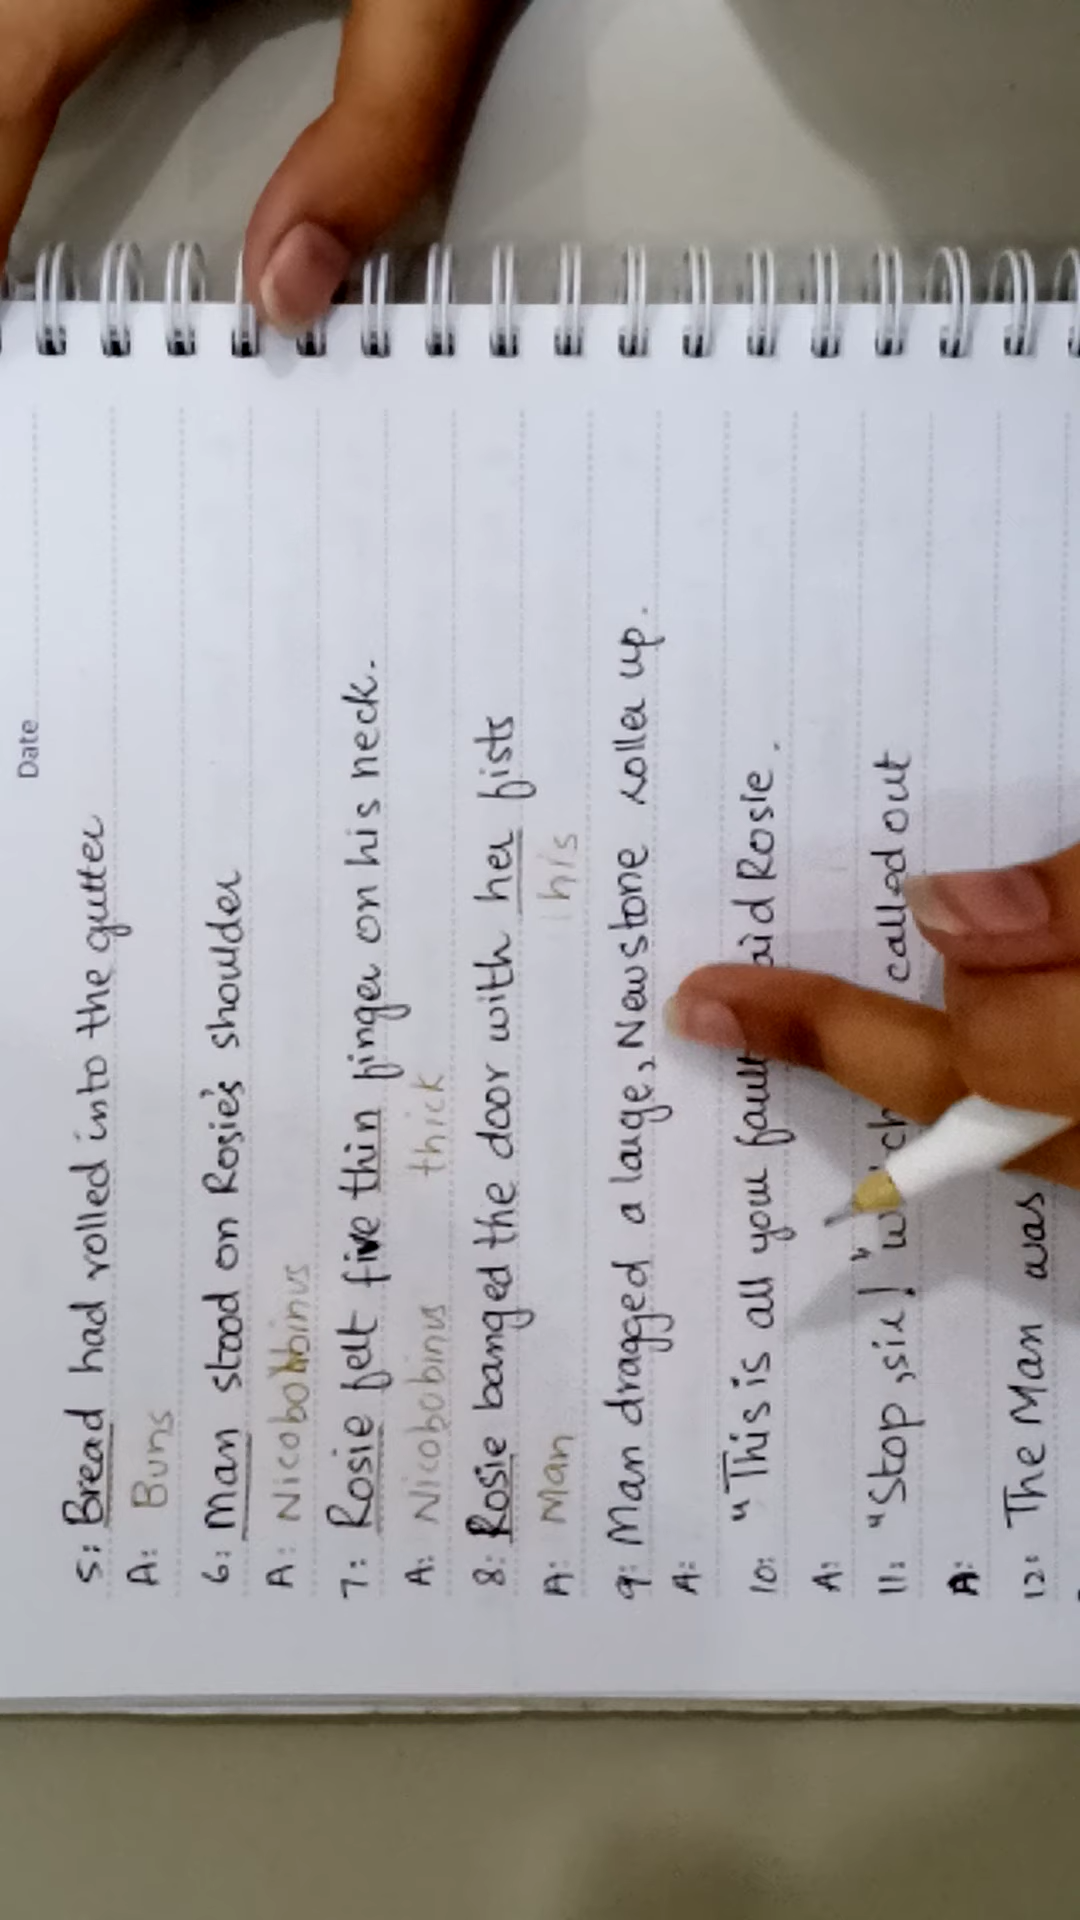 Date
5: Bread had rolled into the gutter
A: Buns
6: Man stood on Rosie's shoulder
A: Nicobobinus
7: Rosie felt five thin finger on his neck.
A: Nicobobinus thick
8: Rosie banged the door with her fists
A: Man his
9: Man dragged a lauge, Newstone roller up.
A:
10: "This is all your fault aid Rosie.
A:
11: "Stop, sir!" called out
A:
12: The Man was